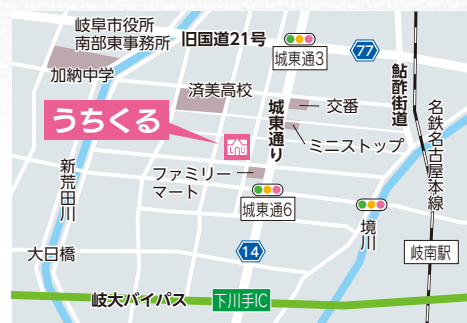 岐阜市役所
南部東事務所
旧国道21号
77
加納中学
城東通3
済美高校
鮎酢街道
交番
城東通り
名鉄名古屋本線
うちくる
ミニストップ
新荒田川
ファミリー
マート
城東通6
境川
大日橋
14
岐南駅
岐大バイパス
下川手IC